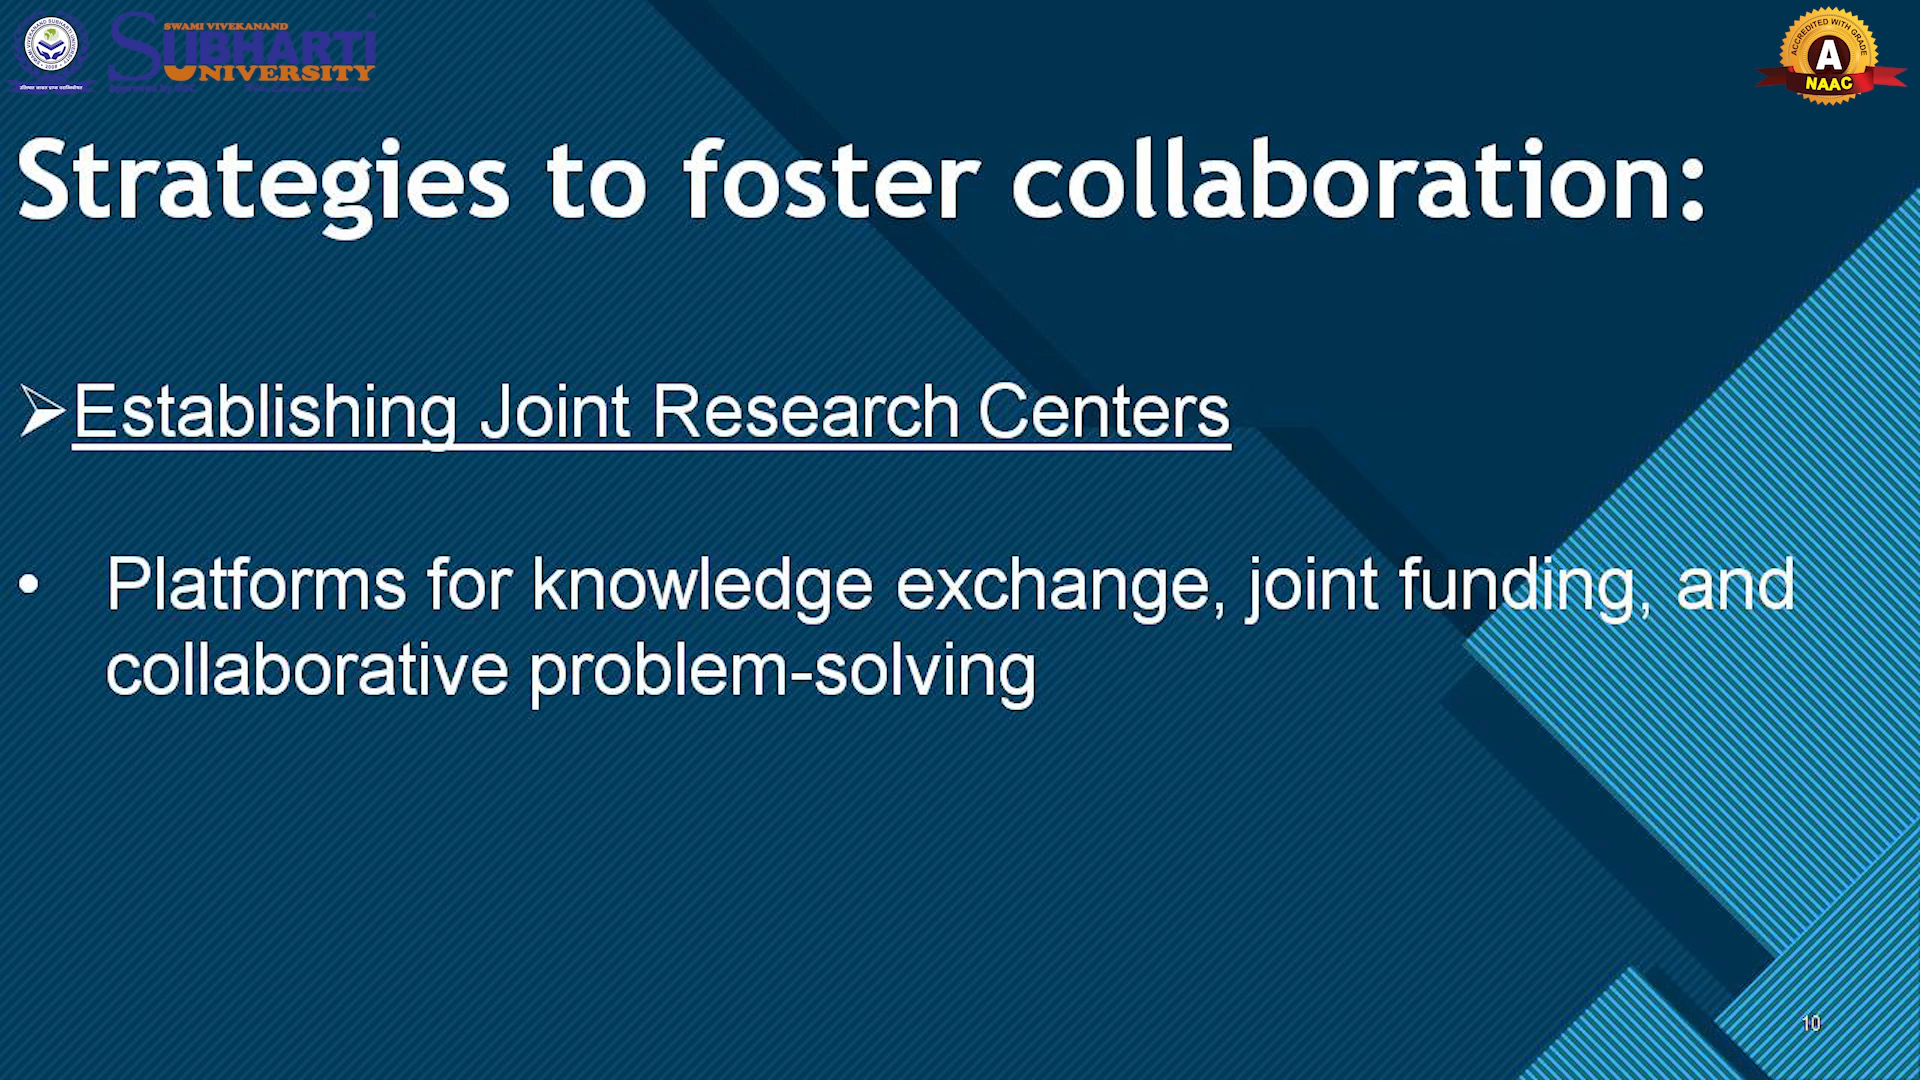 SWAMI VIVEKANAND
SUBHARTI
UNIVERSITY
ACCREDITED WITH GRADE
A
NAAC
Strategies to foster collaboration:
➢Establishing Joint Research Centers
• Platforms for knowledge exchange, joint funding, and
collaborative problem-solving
10